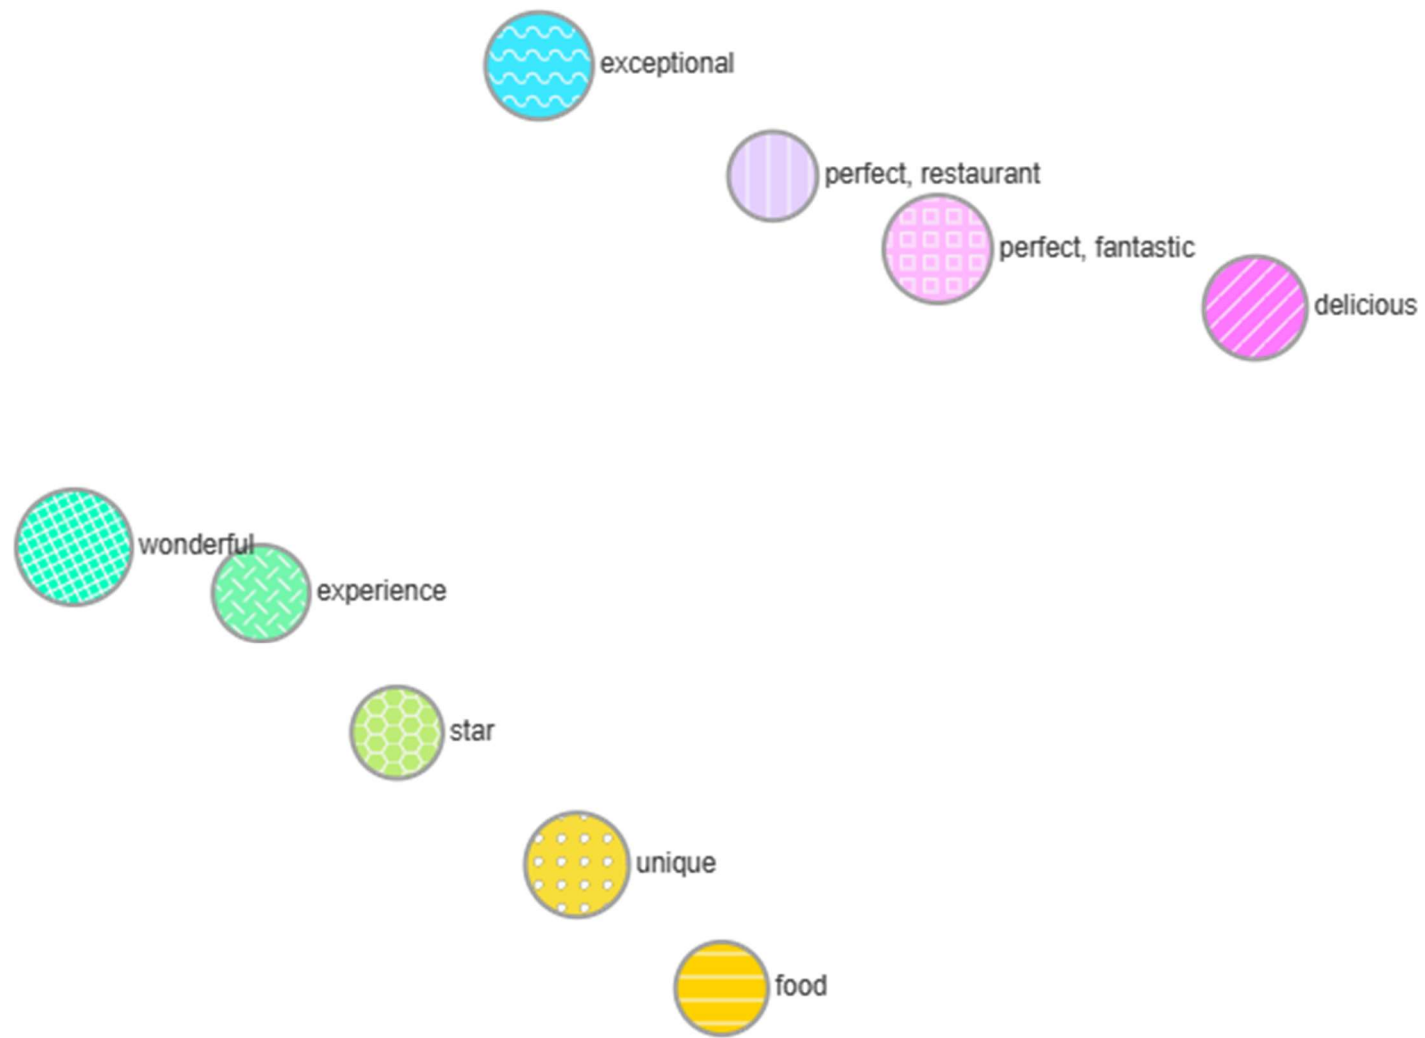 exceptional
perfect, restaurant
perfect, fantastic
delicious
wonderful
experience
star
unique
food